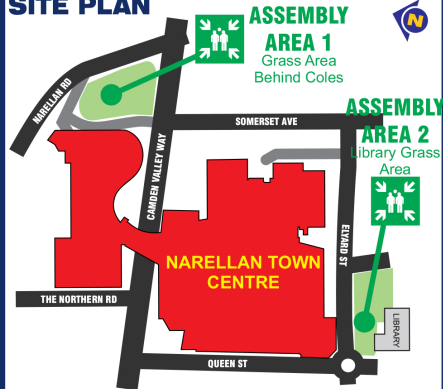 SITE PLAN
N
ASSEMBLY
AREA 1
Grass Area
Behind Coles
NARELLAN RD
SOMERSET AVE
ASSEMBLY
AREA 2
Library Grass
Area
CAMDEN VALLEY WAY
ELYARD ST
NARELLAN TOWN
CENTRE
THE NORTHERN RD
LIBRARY
QUEEN ST